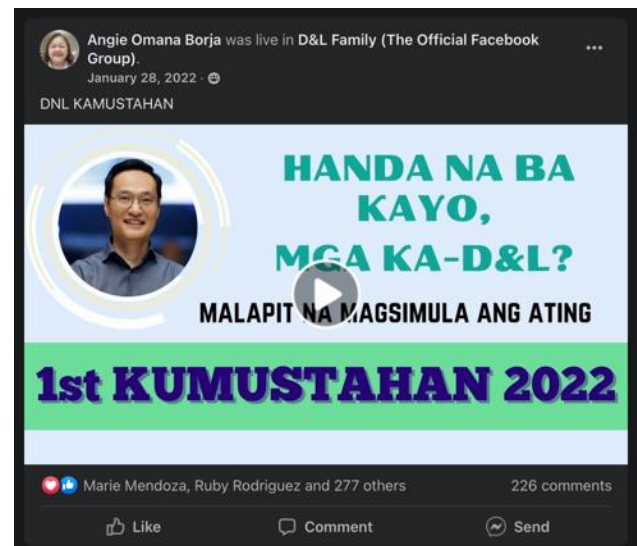 Angie Omana Borja was live in D&L Family (The Official Facebook
Group).
January 28, 2022 ·
DNL KAMUSTAHAN
HANDA NA BA
KAYO,
MGA KA-D&L?
MALAPIT NA MAGSIMULA ANG ATING
1st KUMUSTAHAN 2022
Marie Mendoza, Ruby Rodriguez and 277 others 226 comments
Like Comment Send